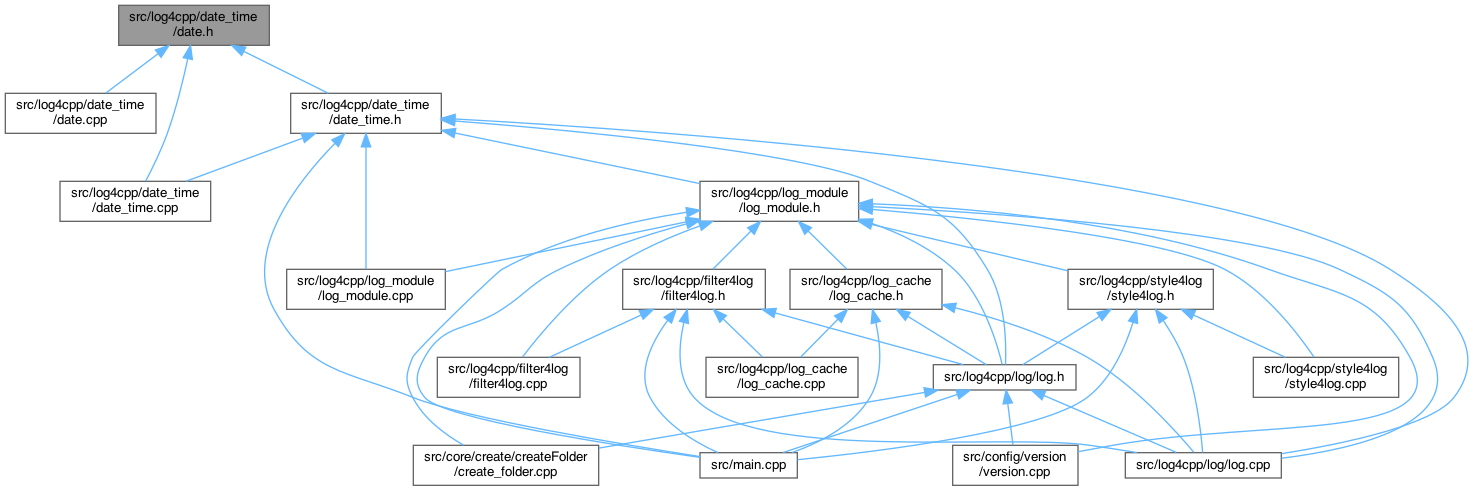 src/log4cpp/date_time
/date.h
src/log4cpp/date_time
/date.cpp
src/log4cpp/date_time
/date_time.h
src/log4cpp/date_time
/date_time.cpp
src/log4cpp/log_module
/log_module.h
src/log4cpp/log_module
/log_module.cpp
src/log4cpp/filter4log
/filter4log.h
src/log4cpp/log_cache
/log_cache.h
src/log4cpp/style4log
/style4log.h
src/log4cpp/filter4log
/filter4log.cpp
src/log4cpp/log_cache
/log_cache.cpp
src/log4cpp/log/log.h
src/log4cpp/style4log
/style4log.cpp
src/core/create/createFolder
/create_folder.cpp
src/main.cpp
src/config/version
/version.cpp
src/log4cpp/log/log.cpp